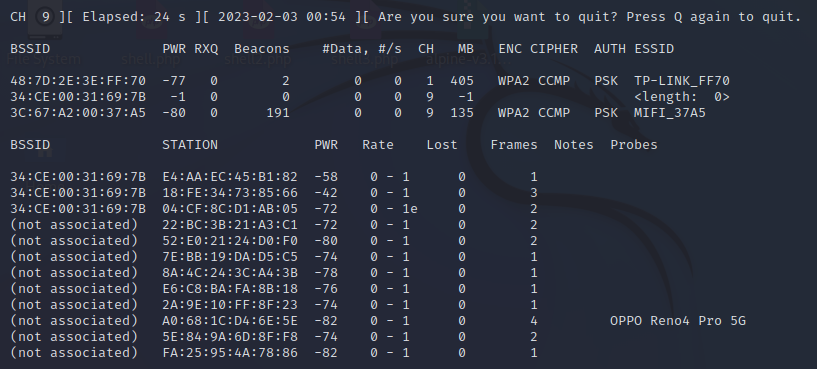 CH  9 ][ Elapsed: 24 s ][ 2023-02-03 00:54 ][ Are you sure you want to quit? Press Q again to quit.
BSSID              PWR RXQ  Beacons    #Data, #/s  CH   MB   ENC CIPHER  AUTH ESSID
48:7D:2E:3E:FF:70  -77   0        2        0    0   1  405   WPA2 CCMP   PSK  TP-LINK_FF70
34:CE:00:31:69:7B   -1   0        0        0    0   9   -1                    <length:  0>
3C:67:A2:00:37:A5  -80   0      191        0    0   9  135   WPA2 CCMP   PSK  MIFI_37A5
BSSID              STATION            PWR   Rate    Lost    Frames  Notes  Probes
34:CE:00:31:69:7B  E4:AA:EC:45:B1:82  -58    0 - 1      0        1
34:CE:00:31:69:7B  18:FE:34:73:85:66  -42    0 - 1      0        3
34:CE:00:31:69:7B  04:CF:8C:D1:AB:05  -72    0 - 1e     0        2
(not associated)   22:BC:3B:21:A3:C1  -72    0 - 1      0        2
(not associated)   52:E0:21:24:D0:F0  -80    0 - 1      0        2
(not associated)   7E:BB:19:DA:D5:C5  -74    0 - 1      0        1
(not associated)   8A:4C:24:3C:A4:3B  -78    0 - 1      0        1
(not associated)   E6:C8:BA:FA:8B:18  -76    0 - 1      0        1
(not associated)   2A:9E:10:FF:8F:23  -74    0 - 1      0        1
(not associated)   A0:68:1C:D4:6E:5E  -82    0 - 1      0        4         OPPO Reno4 Pro 5G
(not associated)   5E:84:9A:6D:8F:F8  -74    0 - 1      0        2
(not associated)   FA:25:95:4A:78:86  -82    0 - 1      0        1